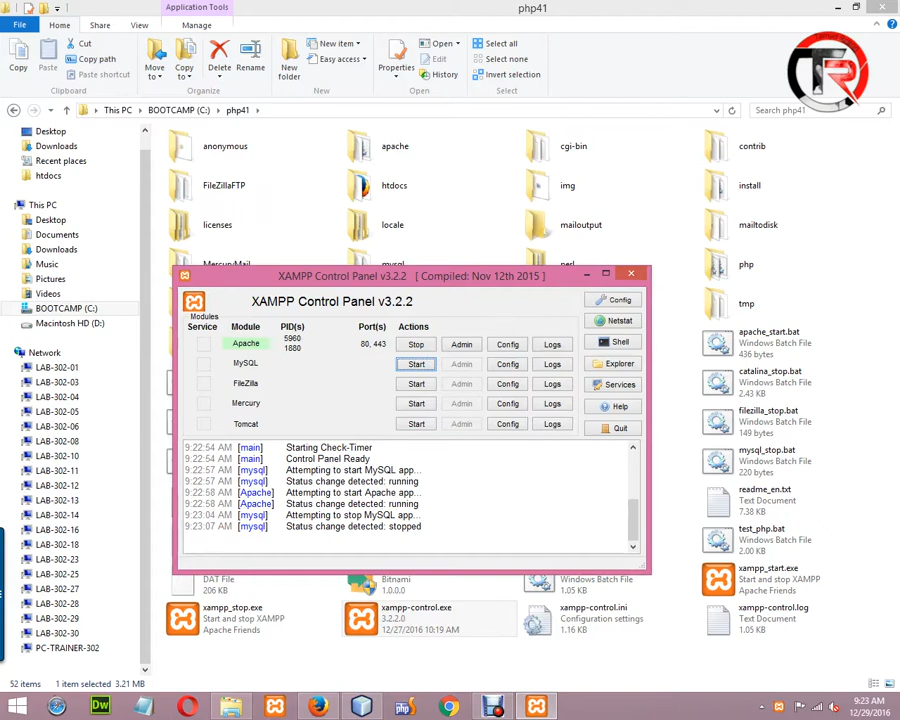 Application Tools
php41
File
Home
Share
View
Manage
Copy
Paste
Cut
Copy path
Paste shortcut
Clipboard
Move to
Copy to
Delete
Rename
Organize
New folder
New item
Easy access
New
Properties
Open
Edit
History
Open
Select all
Select none
Invert selection
Select
TR
This PC
BOOTCAMP (C:)
php41
Search php41
Desktop
Downloads
Recent places
htdocs
This PC
Desktop
Documents
Downloads
Music
Pictures
Videos
BOOTCAMP (C:)
Macintosh HD (D:)
Network
LAB-302-01
LAB-302-03
LAB-302-04
LAB-302-05
LAB-302-06
LAB-302-08
LAB-302-10
LAB-302-11
LAB-302-12
LAB-302-13
LAB-302-14
LAB-302-16
LAB-302-18
LAB-302-23
LAB-302-25
LAB-302-27
LAB-302-28
LAB-302-29
LAB-302-30
PC-TRAINER-302
anonymous
apache
cgi-bin
contrib
FileZillaFTP
htdocs
img
install
licenses
locale
mailoutput
mailtodisk
MercuryMail
mysql
perl
php
tmp
apache_start.bat
Windows Batch File
436 bytes
catalina_stop.bat
Windows Batch File
2.43 KB
filezilla_stop.bat
Windows Batch File
149 bytes
mysql_stop.bat
Windows Batch File
220 bytes
readme_en.txt
Text Document
7.38 KB
test_php.bat
Windows Batch File
2.00 KB
DAT File
206 KB
Bitnami
1.0.0.0
Windows Batch File
1.05 KB
xampp_start.exe
Start and stop XAMPP
Apache Friends
xampp_stop.exe
Start and stop XAMPP
Apache Friends
xampp-control.exe
3.2.2.0
12/27/2016 10:19 AM
xampp-control.ini
Configuration settings
1.16 KB
xampp-control.log
Text Document
1.05 KB
XAMPP Control Panel v3.2.2 [ Compiled: Nov 12th 2015 ]
XAMPP Control Panel v3.2.2
Config
Netstat
Shell
Explorer
Services
Help
Quit
Modules
Service
Module
PID(s)
Port(s)
Actions
Apache 5960 1880 80, 443 Stop Admin Config Logs
MySQL Start Admin Config Logs
FileZilla Start Admin Config Logs
Mercury Start Admin Config Logs
Tomcat Start Admin Config Logs
9:22:54 AM [main] Starting Check-Timer
9:22:54 AM [main] Control Panel Ready
9:22:57 AM [mysql] Attempting to start MySQL app...
9:22:57 AM [mysql] Status change detected: running
9:22:58 AM [Apache] Attempting to start Apache app...
9:22:58 AM [Apache] Status change detected: running
9:23:04 AM [mysql] Attempting to stop MySQL app...
9:23:07 AM [mysql] Status change detected: stopped
52 items
1 item selected 3.21 MB
Dw
php
9:23 AM
12/29/2016